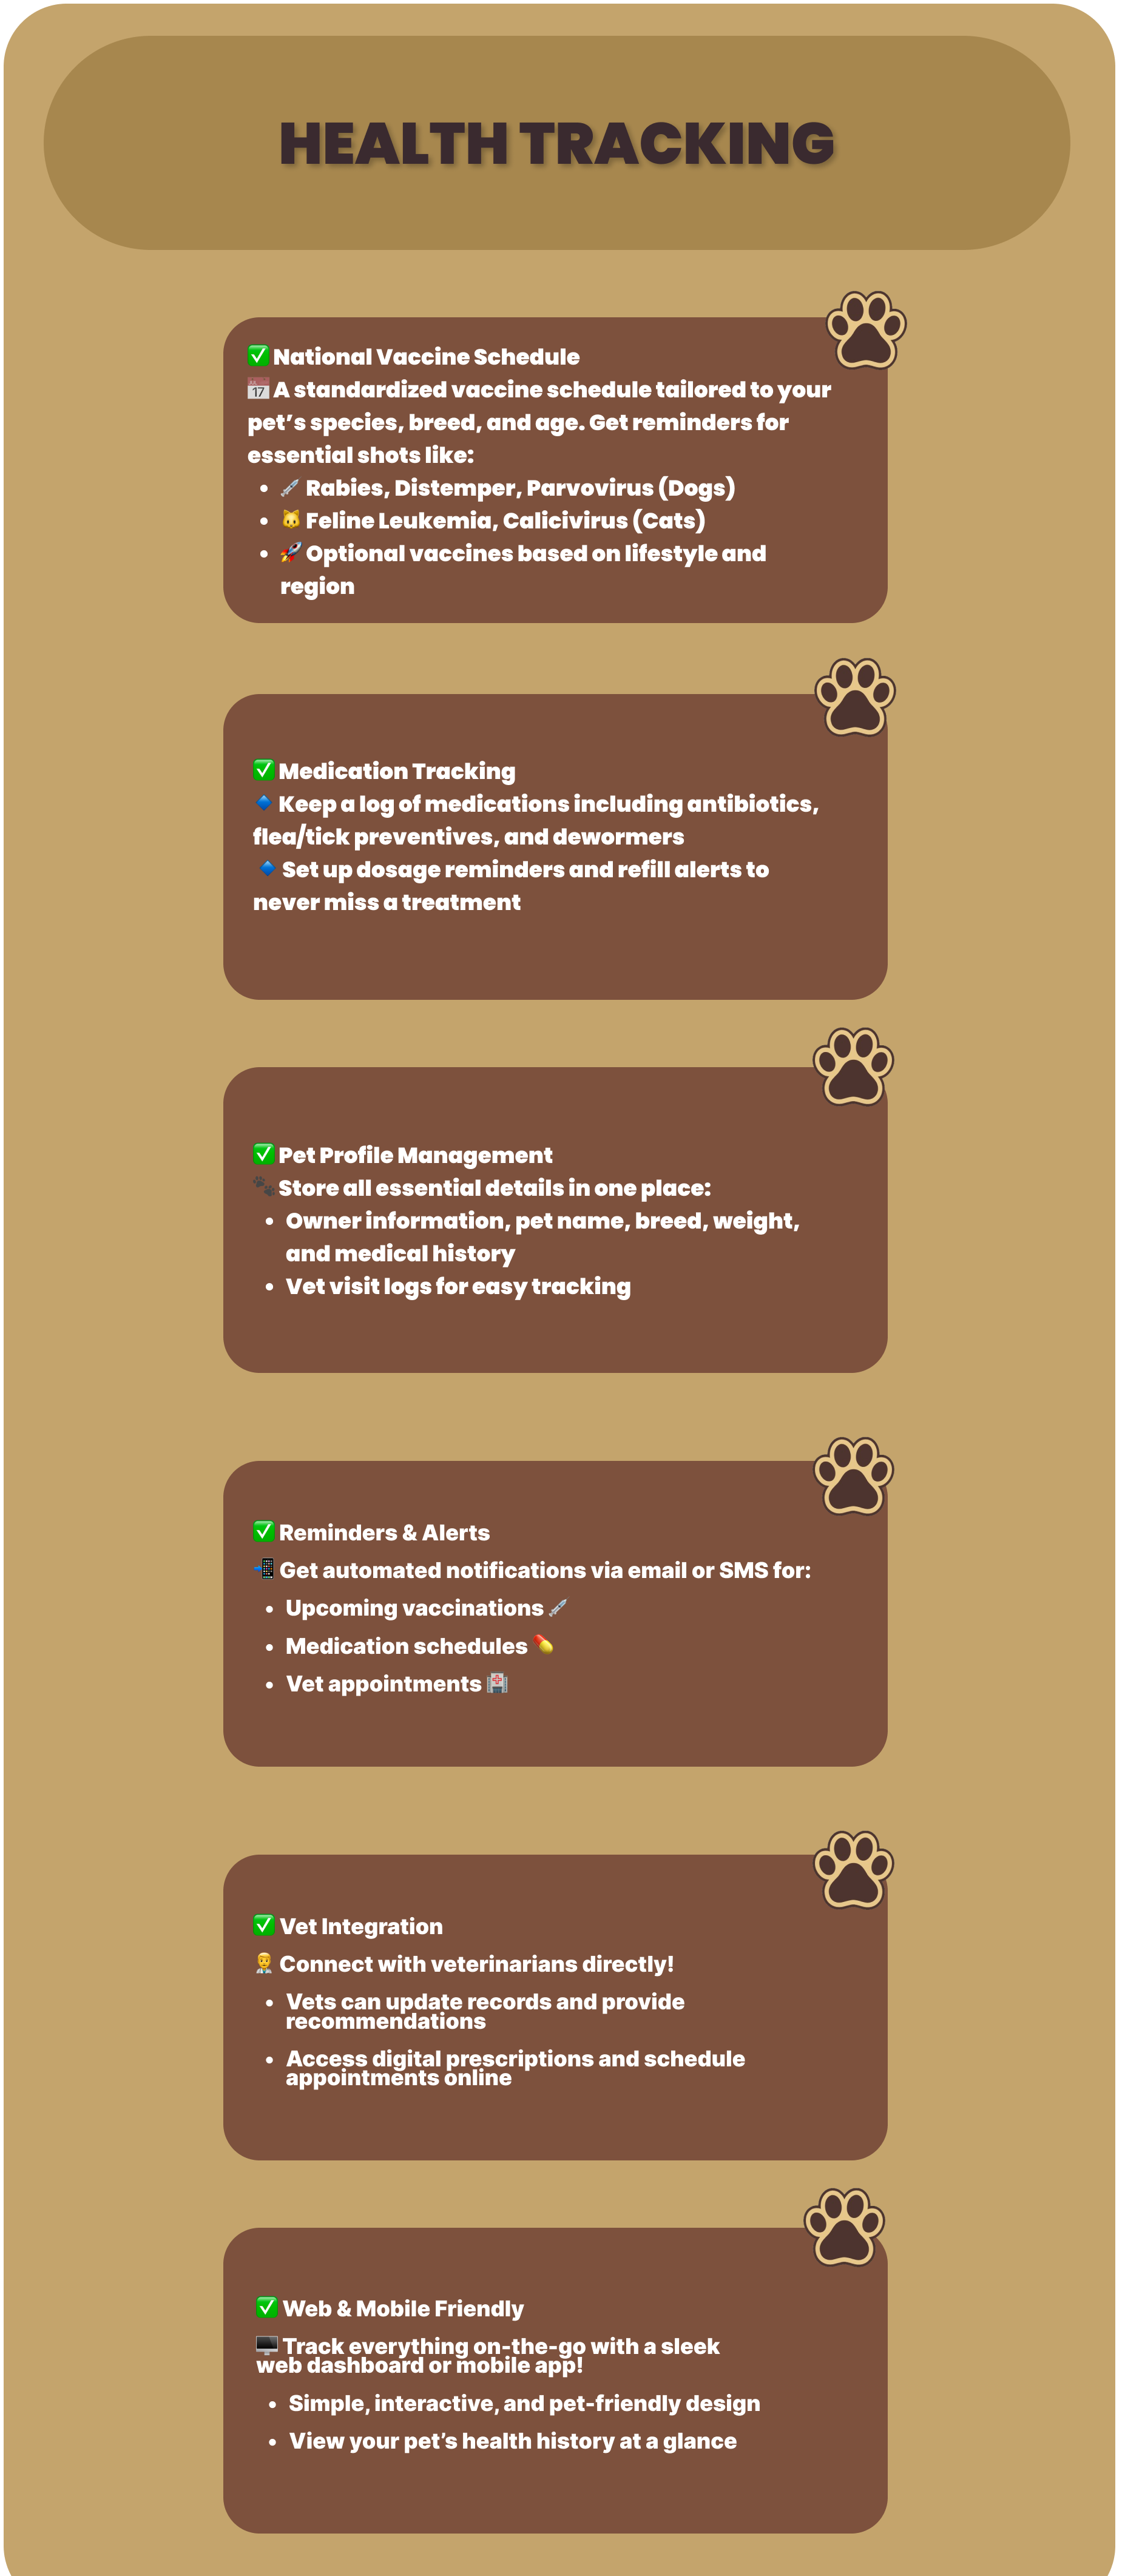 HEALTH TRACKING
✅ National Vaccine Schedule
📅 A standardized vaccine schedule tailored to your
pet’s species, breed, and age. Get reminders for
essential shots like:
• 💉 Rabies, Distemper, Parvovirus (Dogs)
• 🐱 Feline Leukemia, Calicivirus (Cats)
• 🚀 Optional vaccines based on lifestyle and
region
✅ Medication Tracking
🔹 Keep a log of medications including antibiotics,
flea/tick preventives, and dewormers
🔹 Set up dosage reminders and refill alerts to
never miss a treatment
✅ Pet Profile Management
🐾 Store all essential details in one place:
• Owner information, pet name, breed, weight,
and medical history
• Vet visit logs for easy tracking
✅ Reminders & Alerts
📲 Get automated notifications via email or SMS for:
• Upcoming vaccinations 💉
• Medication schedules 💊
• Vet appointments 🏥
✅ Vet Integration
👨‍⚕️ Connect with veterinarians directly!
• Vets can update records and provide
recommendations
• Access digital prescriptions and schedule
appointments online
✅ Web & Mobile Friendly
🖥️ Track everything on-the-go with a sleek
web dashboard or mobile app!
• Simple, interactive, and pet-friendly design
• View your pet’s health history at a glance